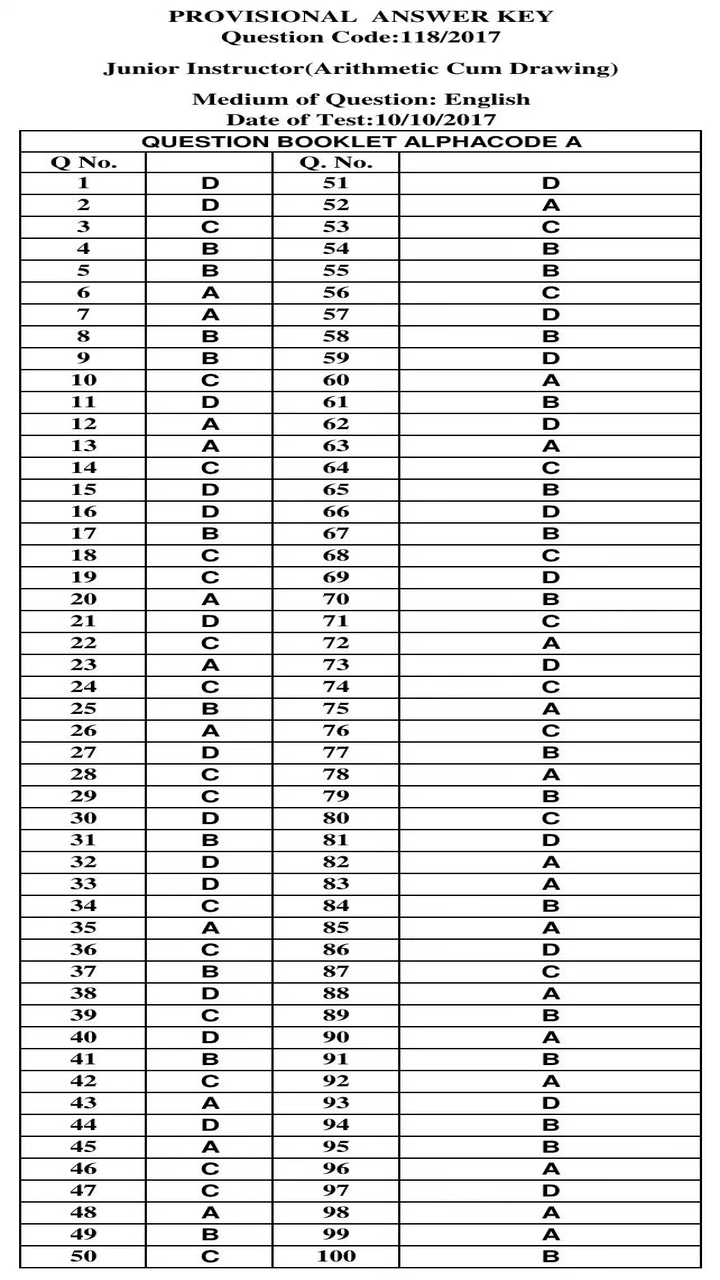 PROVISIONAL ANSWER KEY
Question Code:118/2017
Junior Instructor(Arithmetic Cum Drawing)
Medium of Question: English
Date of Test:10/10/2017
QUESTION BOOKLET ALPHACODE A
Q No. Q. No.
1 D 51 D
2 D 52 A
3 C 53 C
4 B 54 B
5 B 55 B
6 A 56 C
7 A 57 D
8 B 58 B
9 B 59 D
10 C 60 A
11 D 61 B
12 A 62 D
13 A 63 A
14 C 64 C
15 D 65 B
16 D 66 D
17 B 67 B
18 C 68 C
19 C 69 D
20 A 70 B
21 D 71 C
22 C 72 A
23 A 73 D
24 C 74 C
25 B 75 A
26 A 76 C
27 D 77 B
28 C 78 A
29 C 79 B
30 D 80 C
31 B 81 D
32 D 82 A
33 D 83 A
34 C 84 B
35 A 85 A
36 C 86 D
37 B 87 C
38 D 88 A
39 C 89 B
40 D 90 A
41 B 91 B
42 C 92 A
43 A 93 D
44 D 94 B
45 A 95 B
46 C 96 A
47 C 97 D
48 A 98 A
49 B 99 A
50 C 100 B